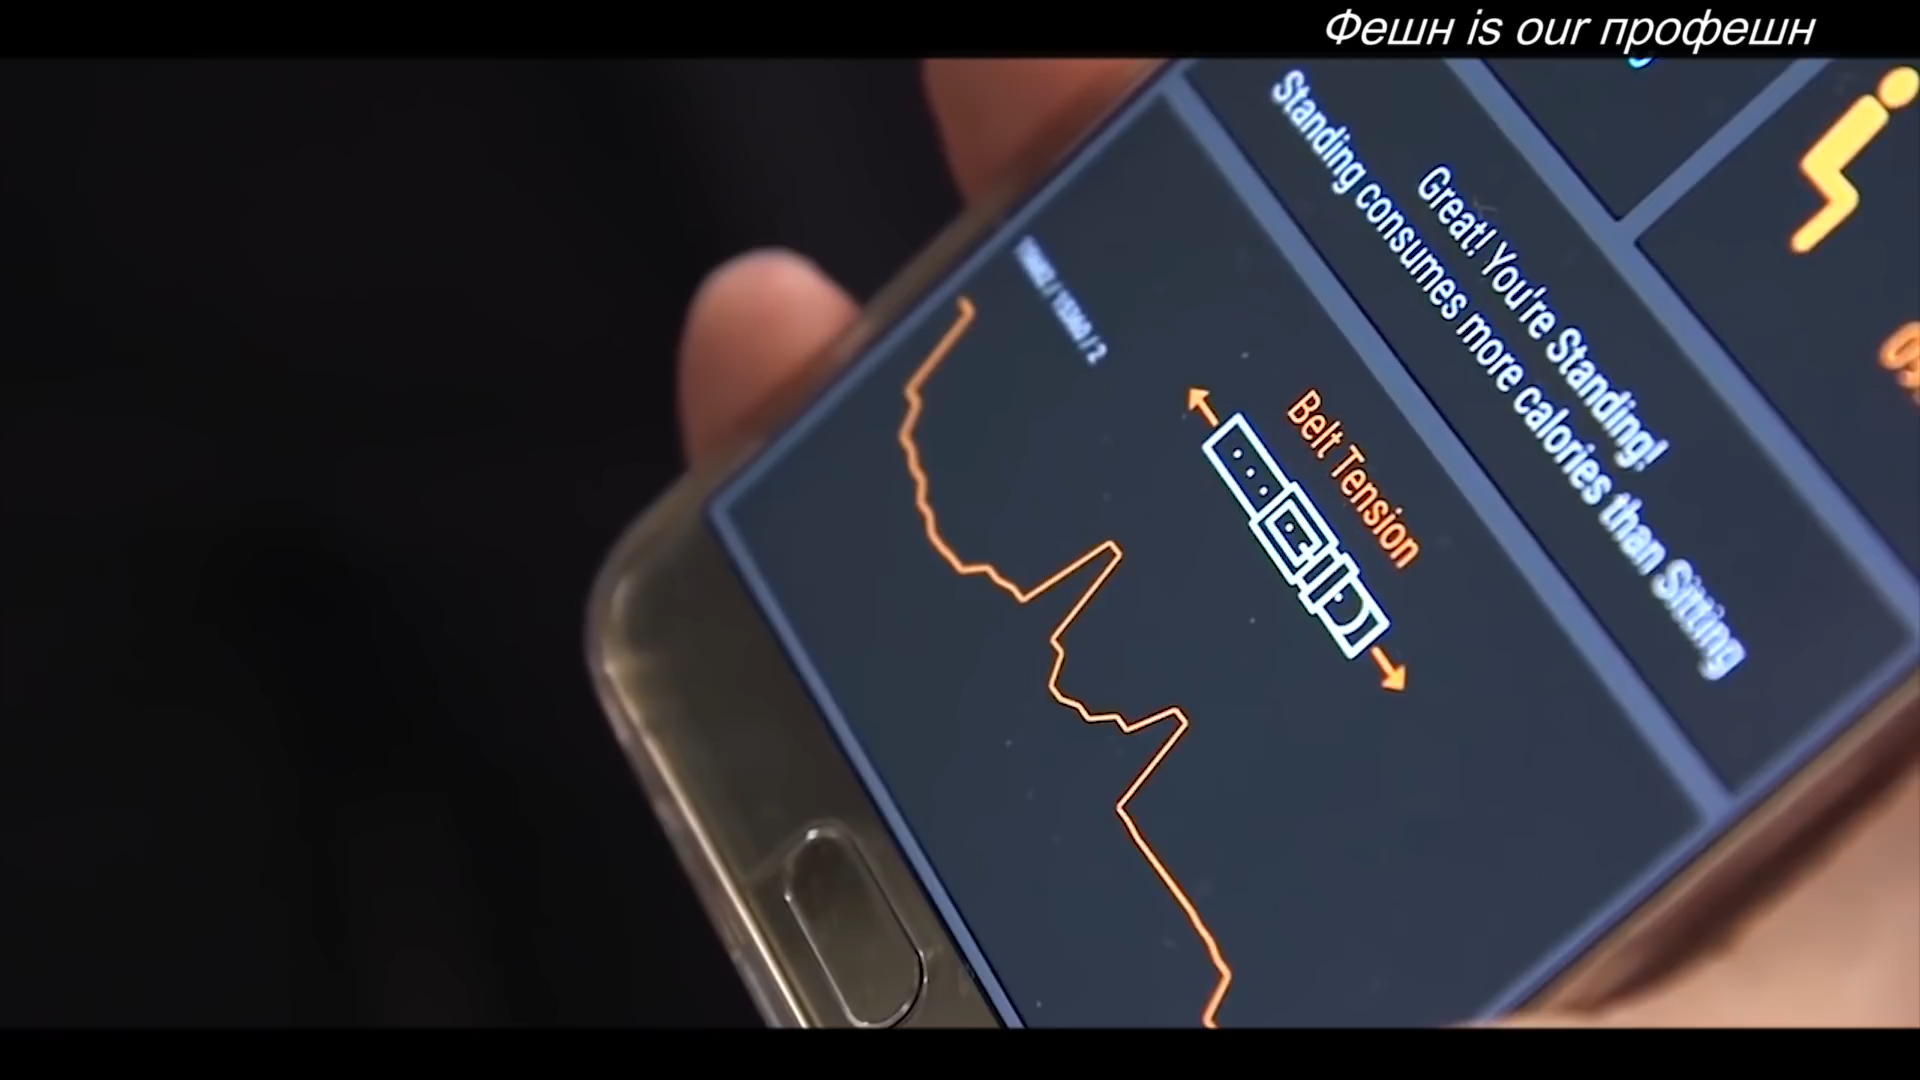 Фешн is our профешн
Great! You're Standing!
Standing consumes more calories than Sitting
Belt Tension